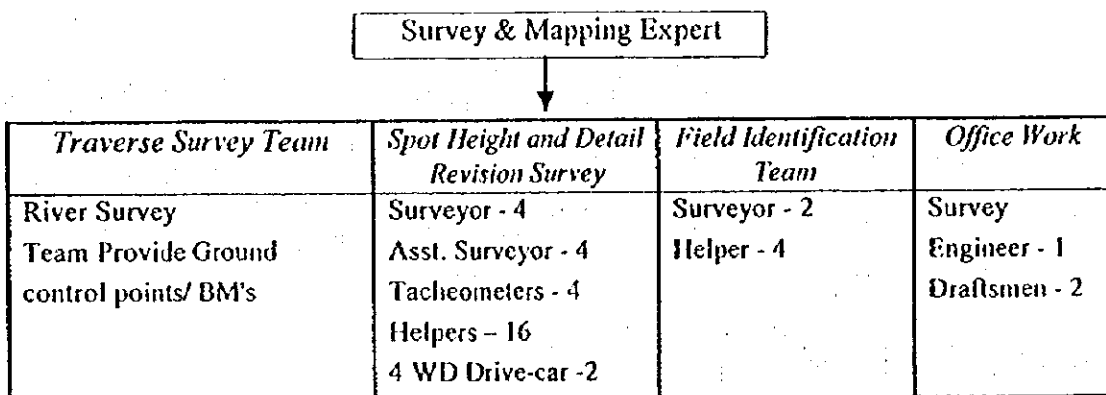 Survey & Mapping Expert
Traverse Survey Team
Spot Height and Detail
Revision Survey
Field Identification
Team
Office Work
River Survey
Team Provide Ground
control points/ BM's
Surveyor - 4
Asst. Surveyor - 4
Tacheometers - 4
Helpers – 16
4 WD Drive-car -2
Surveyor - 2
Helper - 4
Survey
Engineer - 1
Draftsmen - 2